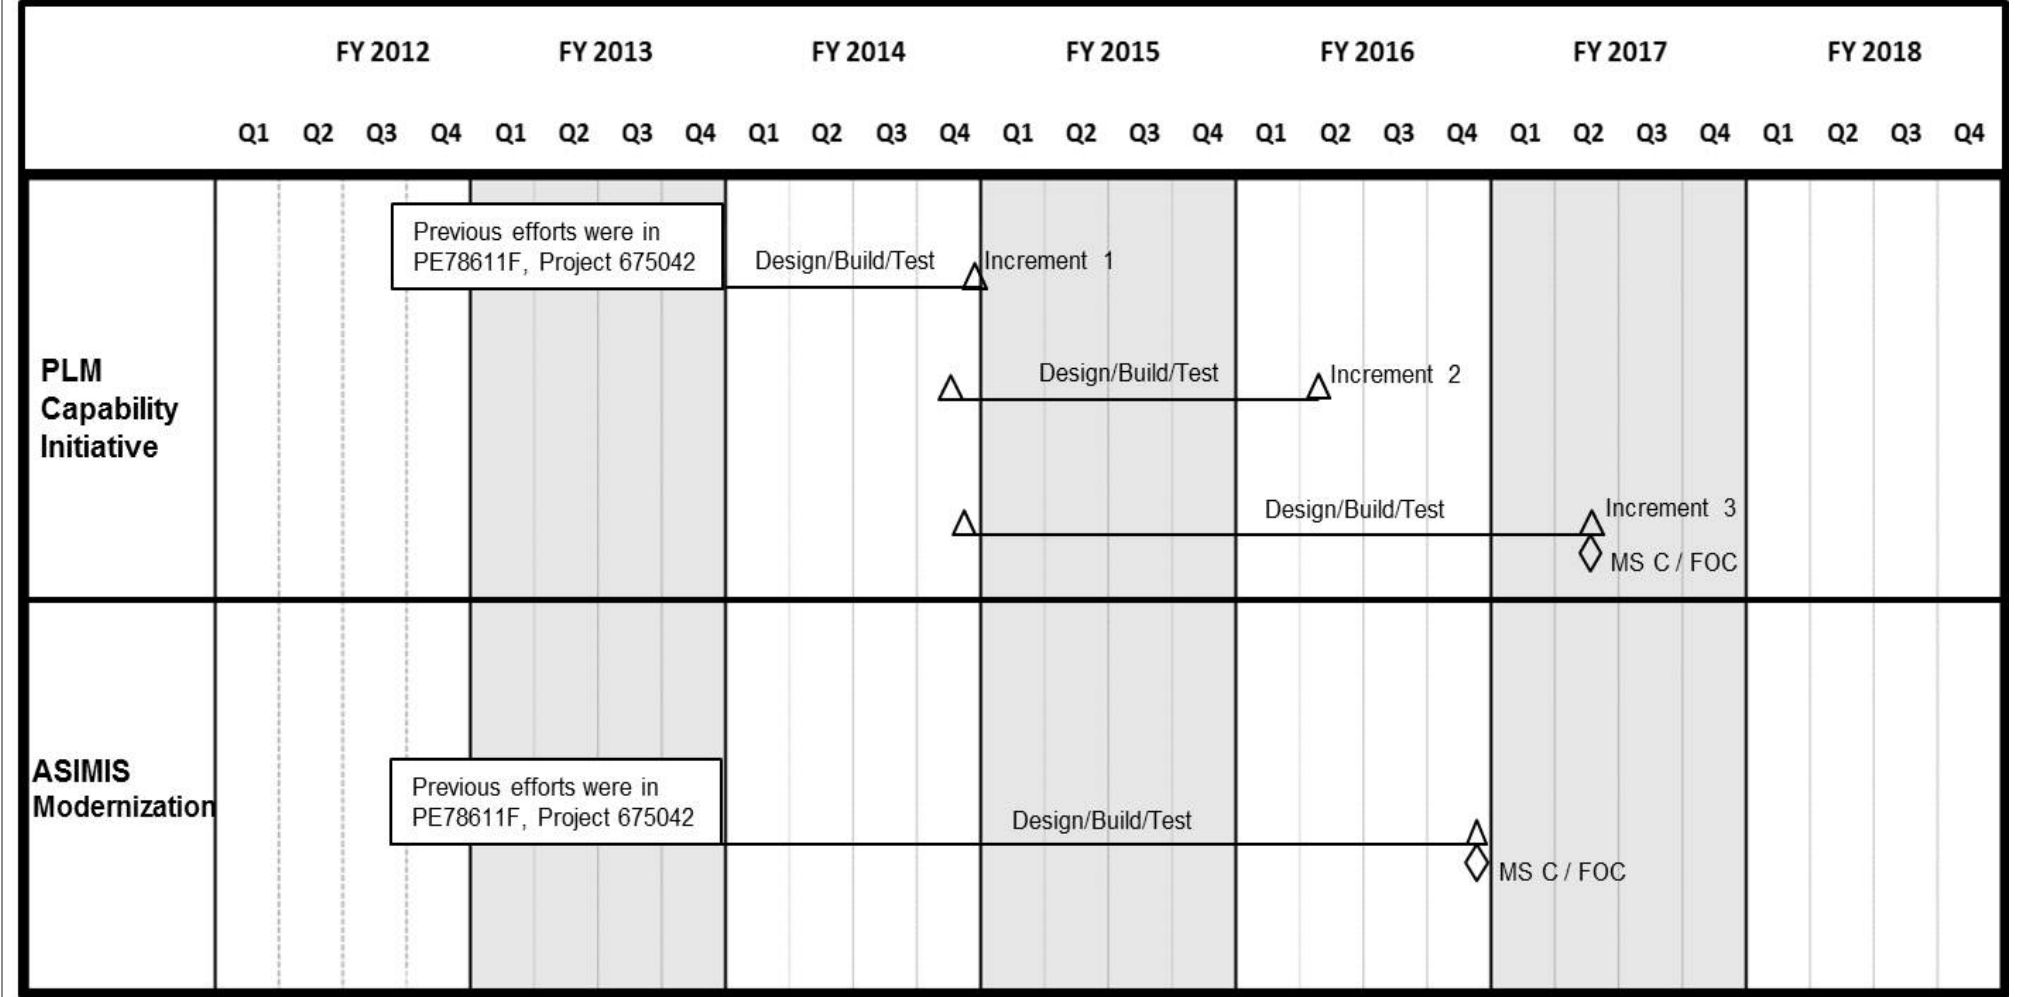 FY 2012 FY 2013 FY 2014 FY 2015 FY 2016 FY 2017 FY 2018
Q1 Q2 Q3 Q4 Q1 Q2 Q3 Q4 Q1 Q2 Q3 Q4 Q1 Q2 Q3 Q4 Q1 Q2 Q3 Q4 Q1 Q2 Q3 Q4 Q1 Q2 Q3 Q4
PLM
Capability
Initiative
Previous efforts were in
PE78611F, Project 675042
Design/Build/Test
Increment 1
Design/Build/Test
Increment 2
Design/Build/Test
Increment 3
MS C / FOC
ASIMIS
Modernization
Previous efforts were in
PE78611F, Project 675042
Design/Build/Test
MS C / FOC